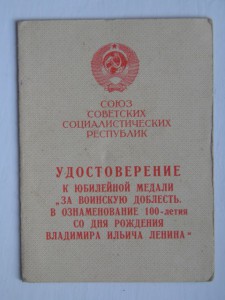 СОЮЗ
СОВЕТСКИХ
СОЦИАЛИСТИЧЕСКИХ
РЕСПУБЛИК
УДОСТОВЕРЕНИЕ
К ЮБИЛЕЙНОЙ МЕДАЛИ
„ЗА ВОИНСКУЮ ДОБЛЕСТЬ.
В ОЗНАМЕНОВАНИЕ 100-летия
СО ДНЯ РОЖДЕНИЯ
ВЛАДИМИРА ИЛЬИЧА ЛЕНИНА“